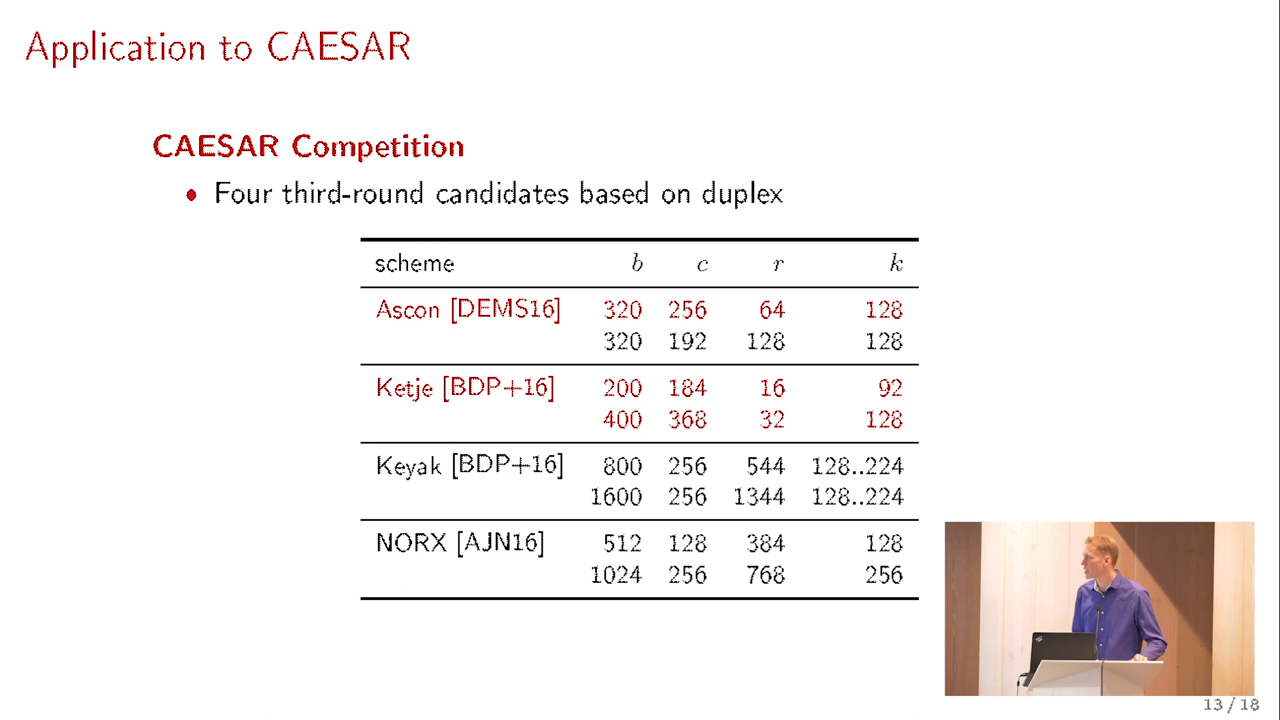 Application to CAESAR
CAESAR Competition
• Four third-round candidates based on duplex
scheme b c r k
Ascon [DEMS16] 320 256 64 128
320 192 128 128
Ketje [BDP+16] 200 184 16 92
400 368 32 128
Keyak [BDP+16] 800 256 544 128..224
1600 256 1344 128..224
NORX [AJN16] 512 128 384 128
1024 256 768 256
13 / 18